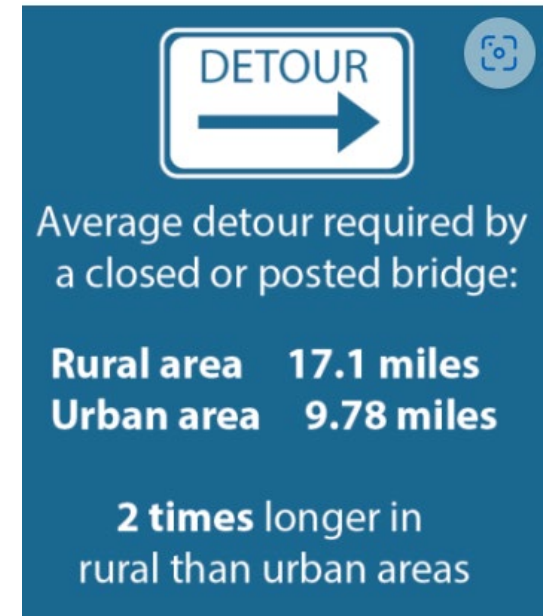 DETOUR
Average detour required by
a closed or posted bridge:
Rural area 17.1 miles
Urban area 9.78 miles
2 times longer in
rural than urban areas